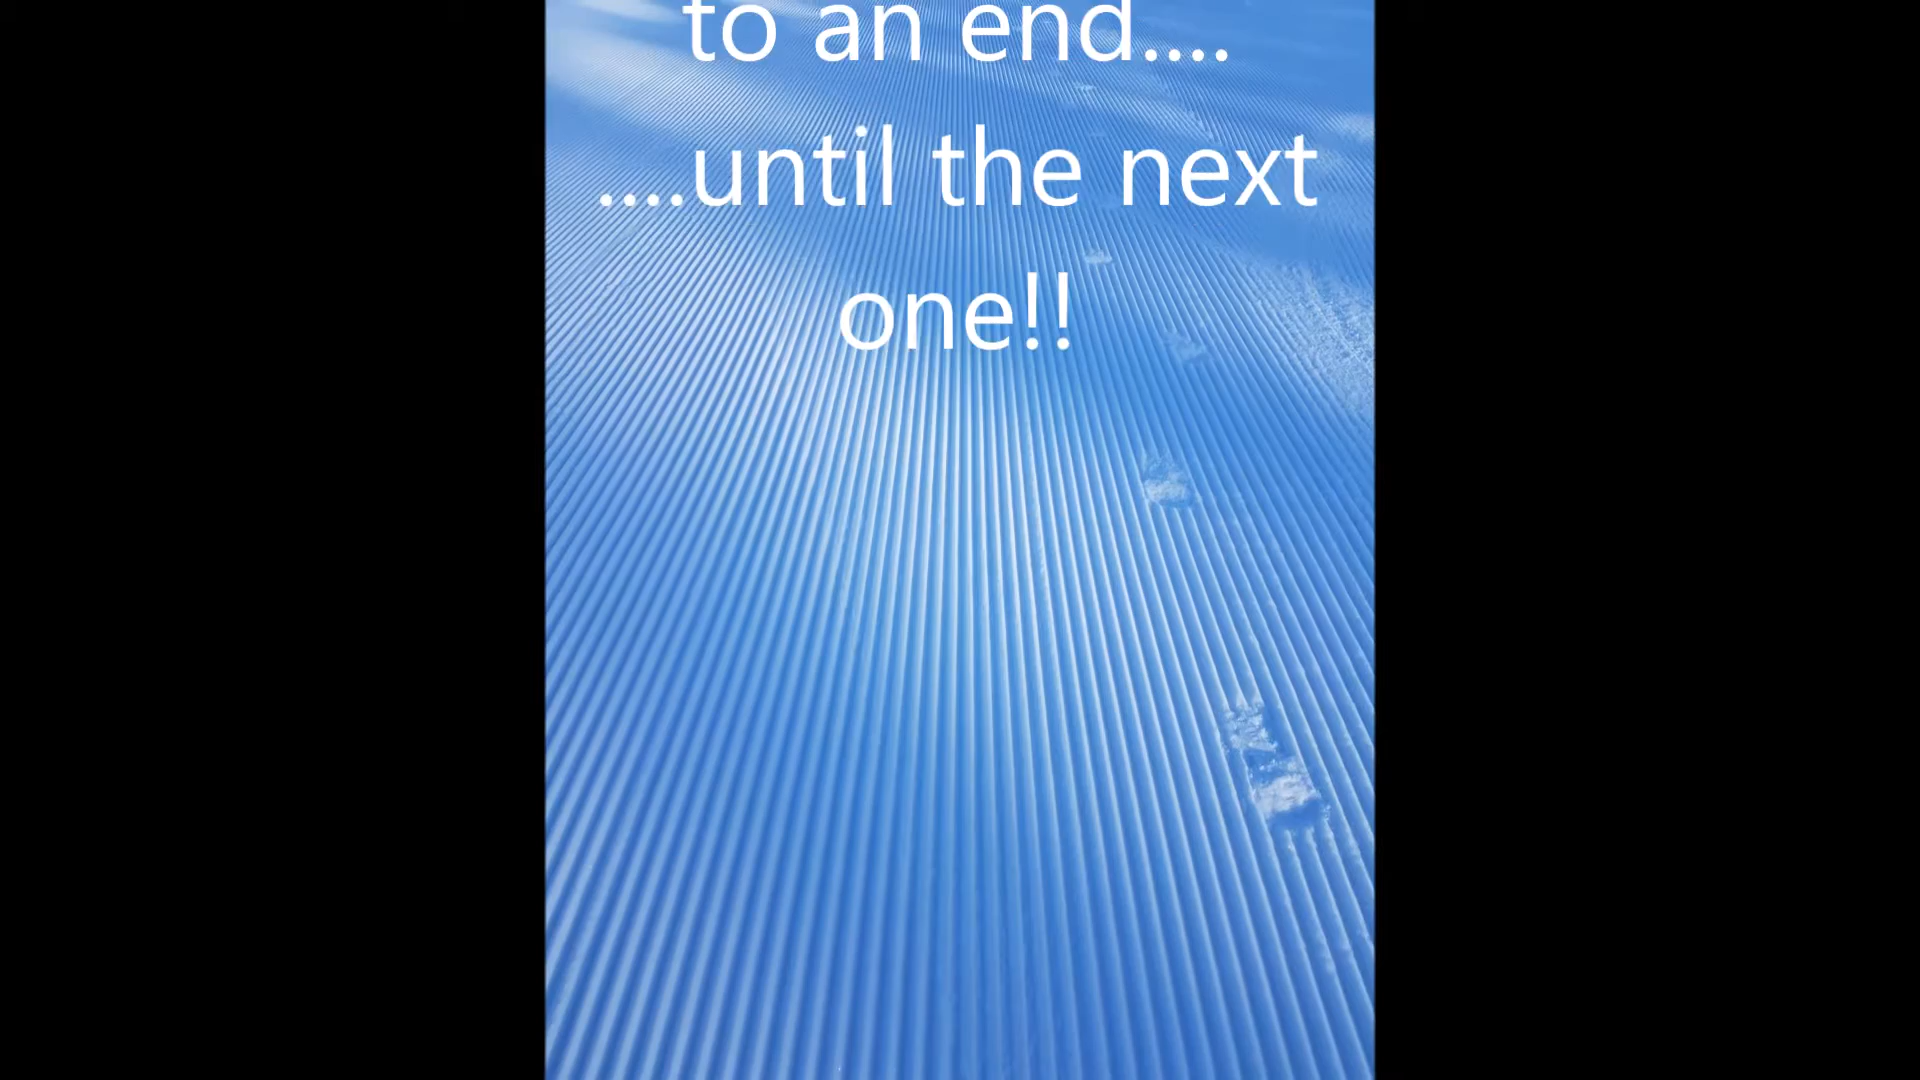 to an end....
....until the next
one!!